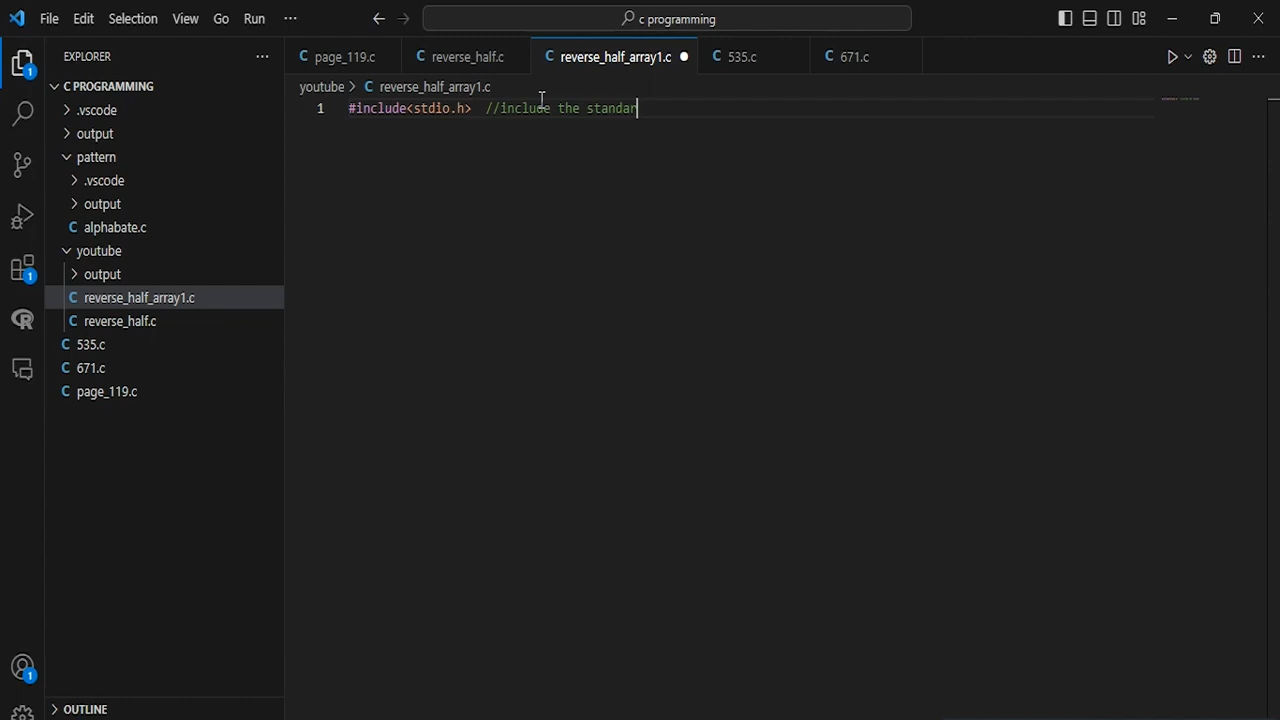 File Edit Selection View Go Run ···
c programming
EXPLORER ···
page_119.c
reverse_half.c
reverse_half_array1.c
535.c
671.c
C PROGRAMMING
youtube > C reverse_half_array1.c
.vscode
1 #include<stdio.h> //include the standar
output
pattern
.vscode
output
C alphabate.c
youtube
output
C reverse_half_array1.c
C reverse_half.c
C 535.c
C 671.c
C page_119.c
OUTLINE